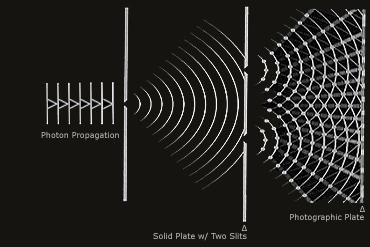 Photon Propagation
Δ
Solid Plate w/ Two Slits
Δ
Photographic Plate